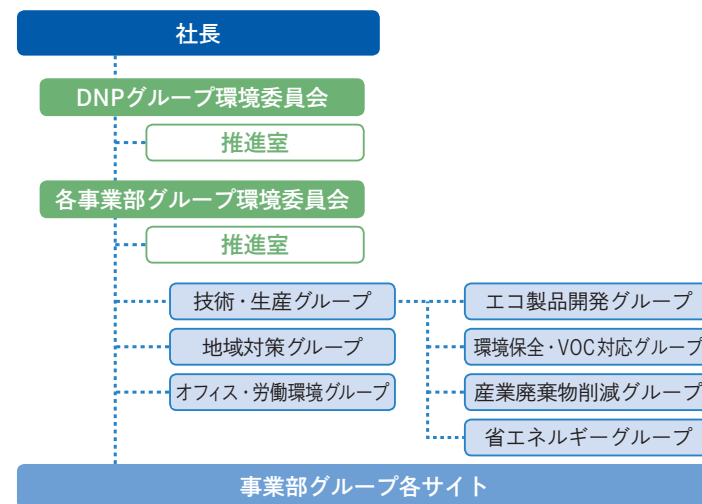 社長
DNPグループ環境委員会
推進室
各事業部グループ環境委員会
推進室
技術・生産グループ
エコ製品開発グループ
地域対策グループ
環境保全・VOC対応グループ
オフィス・労働環境グループ
産業廃棄物削減グループ
省エネルギーグループ
事業部グループ各サイト